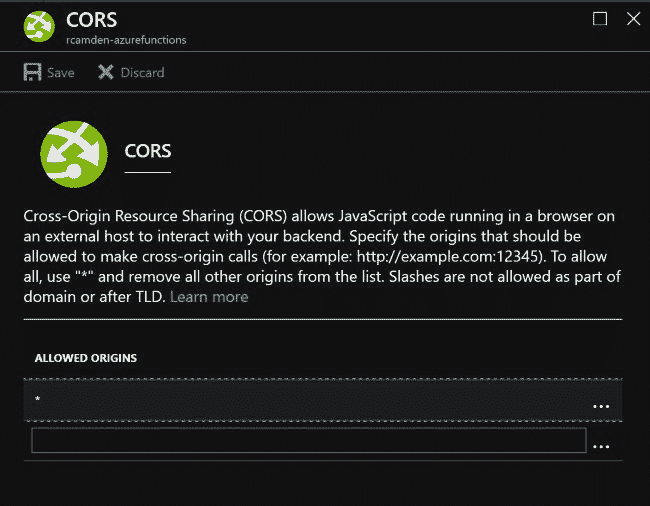 CORS
rcamden-azurefunctions
Save Discard
CORS
Cross-Origin Resource Sharing (CORS) allows JavaScript code running in a browser on
an external host to interact with your backend. Specify the origins that should be
allowed to make cross-origin calls (for example: http://example.com:12345). To allow
all, use "*" and remove all other origins from the list. Slashes are not allowed as part of
domain or after TLD. Learn more
ALLOWED ORIGINS
* ...
...